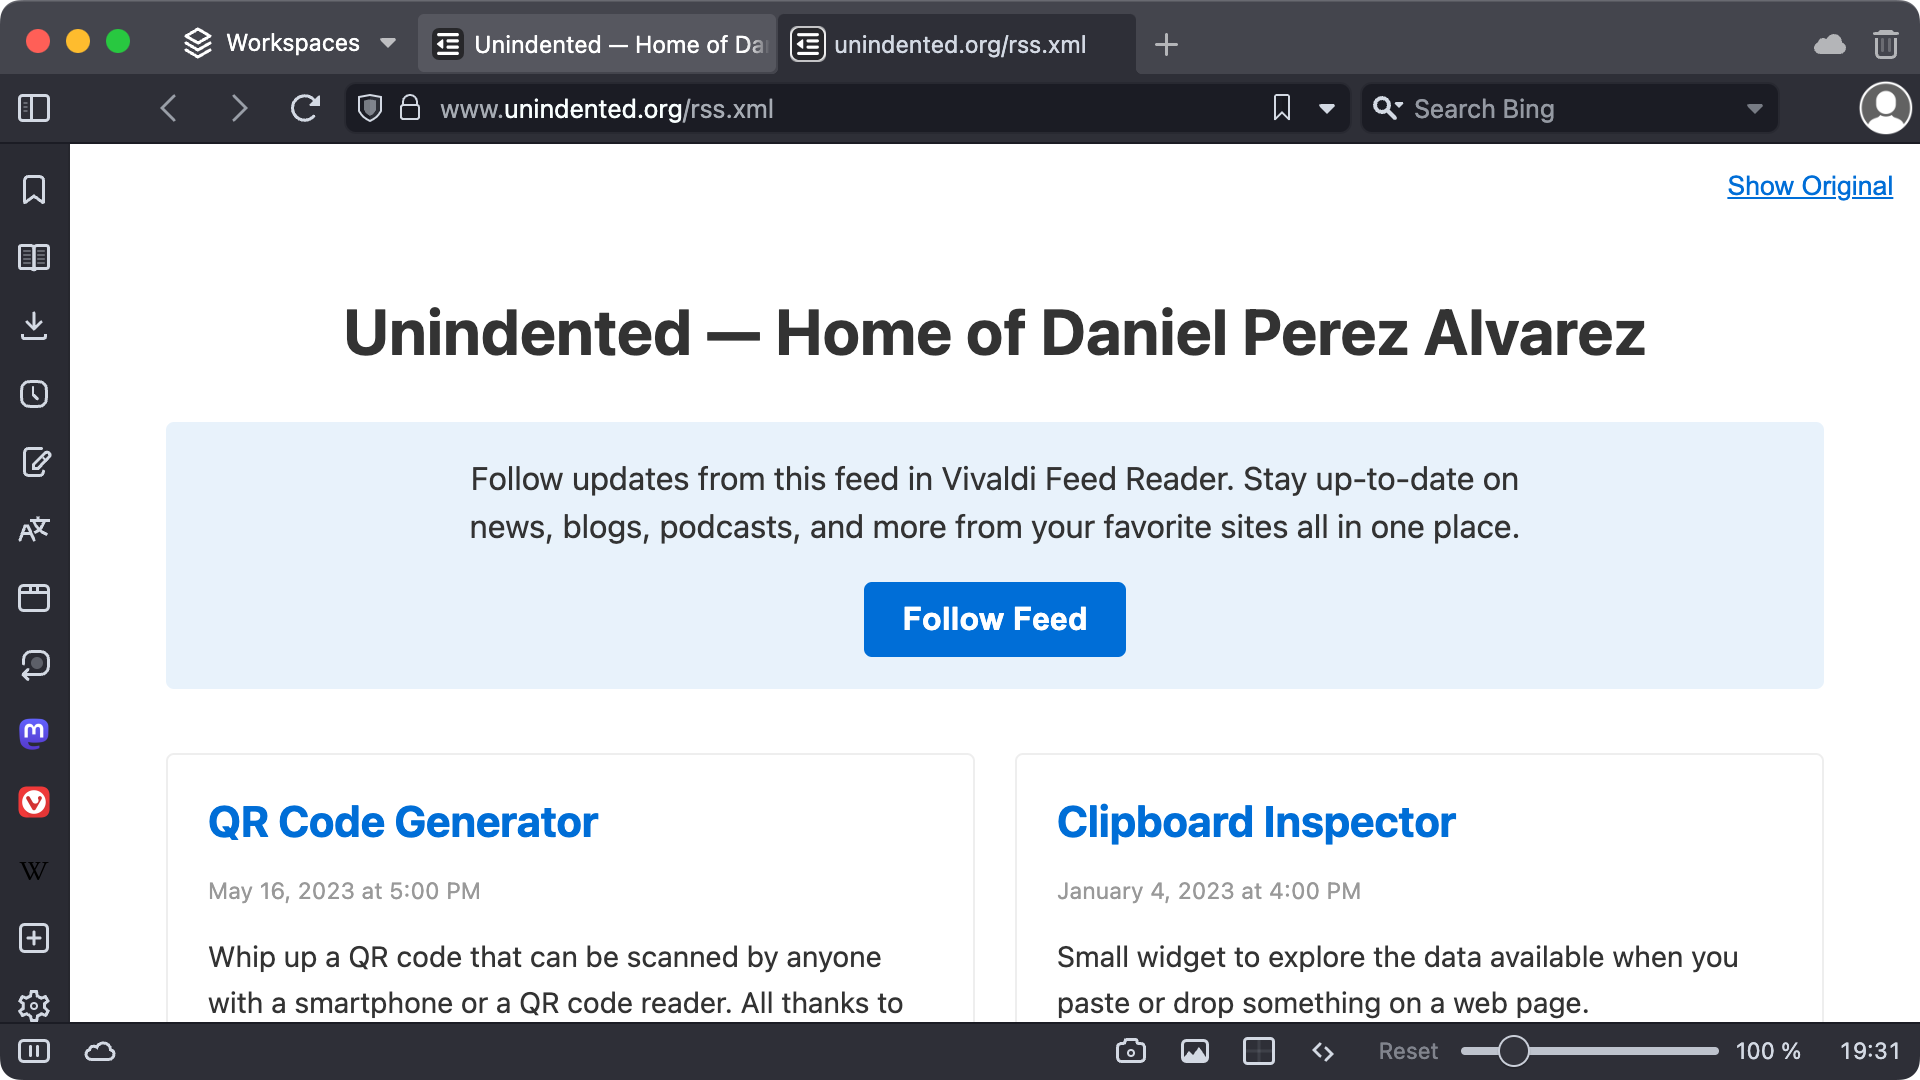 Workspaces
Unindented — Home of Da
unindented.org/rss.xml
www.unindented.org/rss.xml
Search Bing
Show Original
Unindented — Home of Daniel Perez Alvarez
Follow updates from this feed in Vivaldi Feed Reader. Stay up-to-date on
news, blogs, podcasts, and more from your favorite sites all in one place.
Follow Feed
QR Code Generator
May 16, 2023 at 5:00 PM
Whip up a QR code that can be scanned by anyone
with a smartphone or a QR code reader. All thanks to
Clipboard Inspector
January 4, 2023 at 4:00 PM
Small widget to explore the data available when you
paste or drop something on a web page.
Reset
100 %
19:31